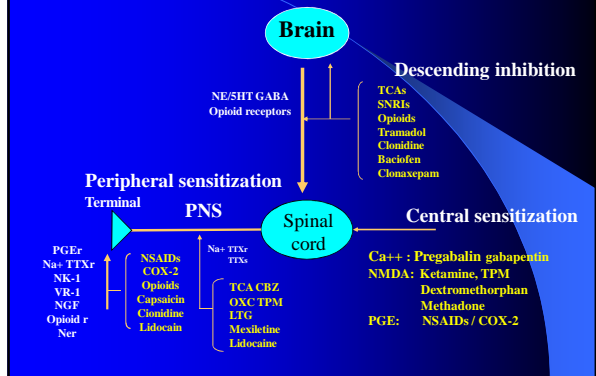 Brain
Descending inhibition
NE/5HT GABA
Opioid receptors
TCAs
SNRIs
Opioids
Tramadol
Clonidine
Baciofen
Clonaxepam
Peripheral sensitization
Terminal
PNS
Spinal
cord
Central sensitization
PGEr
Na+ TTXr
NK-1
VR-1
NGF
Opioid r
Ner
NSAIDs
COX-2
Opioids
Capsaicin
Cionidine
Lidocain
Na+ TTXr
TTXs
TCA CBZ
OXC TPM
LTG
Mexiletine
Lidocaine
Ca++ : Pregabalin gabapentin
NMDA: Ketamine, TPM
Dextromethorphan
Methadone
PGE: NSAIDs / COX-2